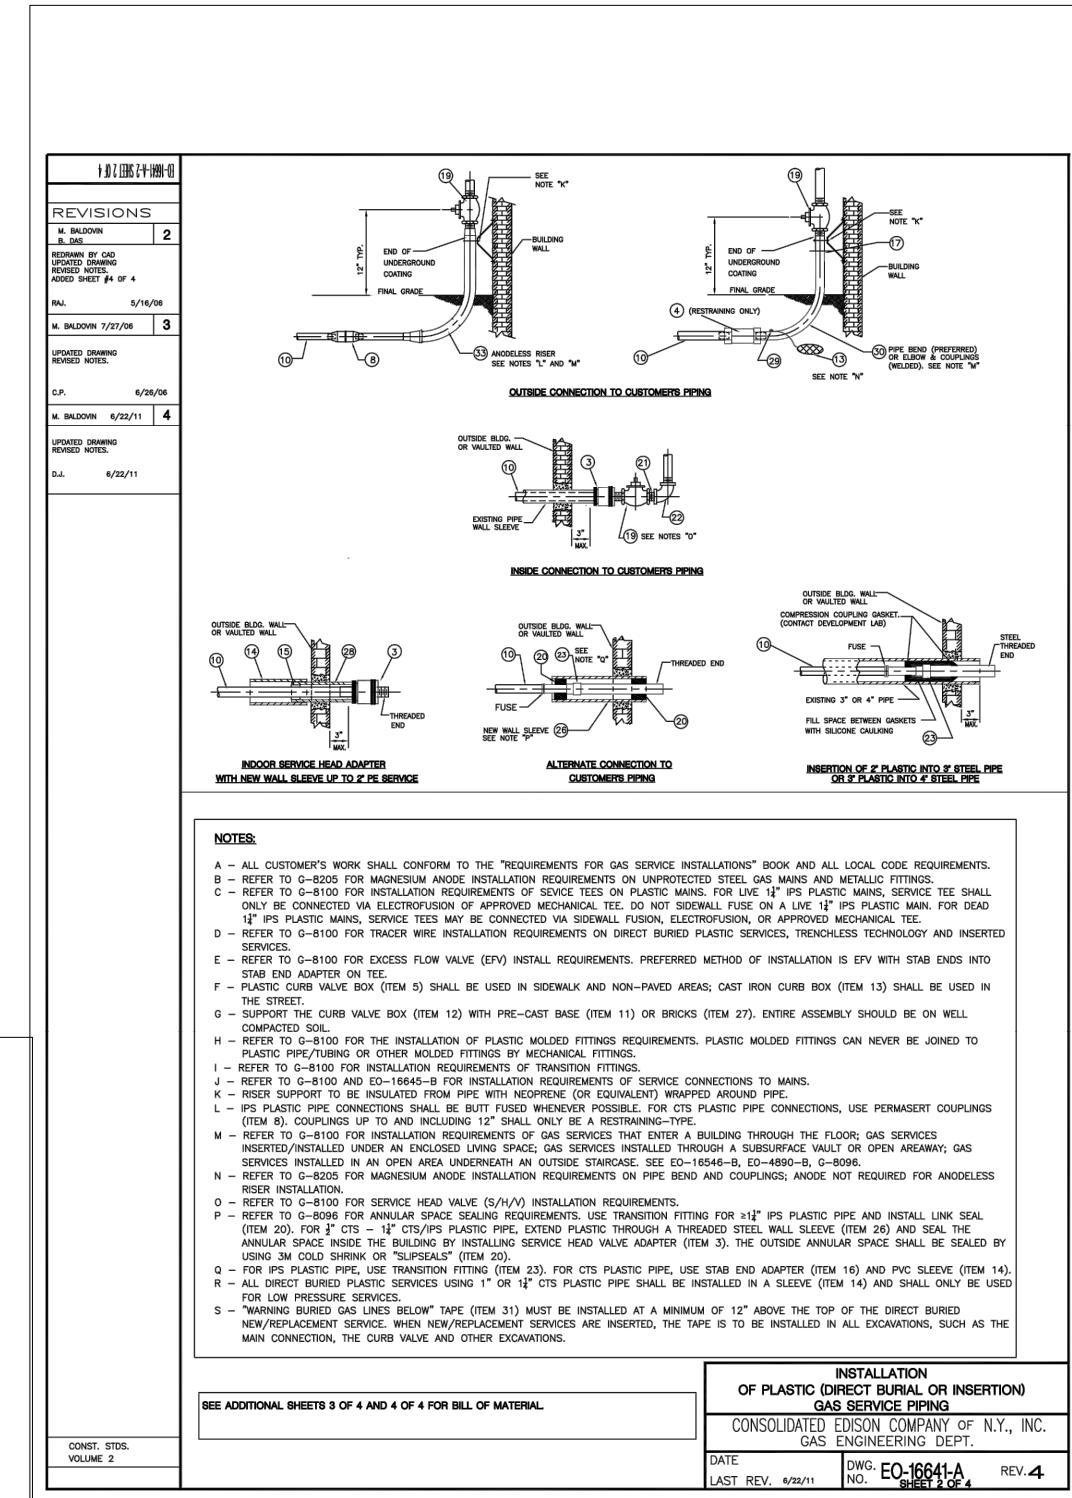 EO-16641-A-2 SHEET 2 OF 4
REVISIONS
M. BALDOVIN
B. DAS
2
REDRAWN BY CAD
UPDATED DRAWING
REVISED NOTES.
ADDED SHEET #4 OF 4
RAJ. 5/16/06
M. BALDOVIN 7/27/06 3
UPDATED DRAWING
REVISED NOTES.
C.P. 6/26/06
M. BALDOVIN 6/22/11 4
UPDATED DRAWING
REVISED NOTES.
D.J. 6/22/11
CONST. STDS.
VOLUME 2
19
SEE
NOTE "K"
12" TYP.
END OF
UNDERGROUND
COATING
BUILDING
WALL
FINAL GRADE
10
8
33 ANODELESS RISER
SEE NOTES "L" AND "M"
19
SEE
NOTE "K"
17
12" TYP.
END OF
UNDERGROUND
COATING
BUILDING
WALL
FINAL GRADE
4 (RESTRAINING ONLY)
10
29
13
SEE NOTE "N"
30 PIPE BEND (PREFERRED)
OR ELBOW & COUPLINGS
(WELDED). SEE NOTE "M"
OUTSIDE CONNECTION TO CUSTOMER'S PIPING
OUTSIDE BLDG.
OR VAULTED WALL
10
3
21
22
EXISTING PIPE
WALL SLEEVE
3"
MAX.
19 SEE NOTES "O"
INSIDE CONNECTION TO CUSTOMER'S PIPING
OUTSIDE BLDG. WALL
OR VAULTED WALL
10
14
15
28
3
THREADED
END
3"
MAX.
INDOOR SERVICE HEAD ADAPTER
WITH NEW WALL SLEEVE UP TO 2" PE SERVICE
OUTSIDE BLDG. WALL
OR VAULTED WALL
10
20
23
SEE
NOTE "Q"
THREADED END
FUSE
20
NEW WALL SLEEVE 26
SEE NOTE "P"
ALTERNATE CONNECTION TO
CUSTOMER'S PIPING
OUTSIDE BLDG. WALL
OR VAULTED WALL
COMPRESSION COUPLING GASKET.
(CONTACT DEVELOPMENT LAB)
10
FUSE
STEEL
THREADED
END
EXISTING 3" OR 4" PIPE
FILL SPACE BETWEEN GASKETS
WITH SILICONE CAULKING
23
3"
MAX.
INSERTION OF 2" PLASTIC INTO 3" STEEL PIPE
OR 3" PLASTIC INTO 4" STEEL PIPE
NOTES:
A – ALL CUSTOMER'S WORK SHALL CONFORM TO THE "REQUIREMENTS FOR GAS SERVICE INSTALLATIONS" BOOK AND ALL LOCAL CODE REQUIREMENTS.
B – REFER TO G–8205 FOR MAGNESIUM ANODE INSTALLATION REQUIREMENTS ON UNPROTECTED STEEL GAS MAINS AND METALLIC FITTINGS.
C – REFER TO G–8100 FOR INSTALLATION REQUIREMENTS OF SEVICE TEES ON PLASTIC MAINS. FOR LIVE 1¼" IPS PLASTIC MAINS, SERVICE TEE SHALL
ONLY BE CONNECTED VIA ELECTROFUSION OF APPROVED MECHANICAL TEE. DO NOT SIDEWALL FUSE ON A LIVE 1¼" IPS PLASTIC MAIN. FOR DEAD
1¼" IPS PLASTIC MAINS, SERVICE TEES MAY BE CONNECTED VIA SIDEWALL FUSION, ELECTROFUSION, OR APPROVED MECHANICAL TEE.
D – REFER TO G–8100 FOR TRACER WIRE INSTALLATION REQUIREMENTS ON DIRECT BURIED PLASTIC SERVICES, TRENCHLESS TECHNOLOGY AND INSERTED
SERVICES.
E – REFER TO G–8100 FOR EXCESS FLOW VALVE (EFV) INSTALL REQUIREMENTS. PREFERRED METHOD OF INSTALLATION IS EFV WITH STAB ENDS INTO
STAB END ADAPTER ON TEE.
F – PLASTIC CURB VALVE BOX (ITEM 5) SHALL BE USED IN SIDEWALK AND NON–PAVED AREAS; CAST IRON CURB BOX (ITEM 13) SHALL BE USED IN
THE STREET.
G – SUPPORT THE CURB VALVE BOX (ITEM 12) WITH PRE–CAST BASE (ITEM 11) OR BRICKS (ITEM 27). ENTIRE ASSEMBLY SHOULD BE ON WELL
COMPACTED SOIL.
H – REFER TO G–8100 FOR THE INSTALLATION OF PLASTIC MOLDED FITTINGS REQUIREMENTS. PLASTIC MOLDED FITTINGS CAN NEVER BE JOINED TO
PLASTIC PIPE/TUBING OR OTHER MOLDED FITTINGS BY MECHANICAL FITTINGS.
I – REFER TO G–8100 FOR INSTALLATION REQUIREMENTS OF TRANSITION FITTINGS.
J – REFER TO G–8100 AND EO–16645–B FOR INSTALLATION REQUIREMENTS OF SERVICE CONNECTIONS TO MAINS.
K – RISER SUPPORT TO BE INSULATED FROM PIPE WITH NEOPRENE (OR EQUIVALENT) WRAPPED AROUND PIPE.
L – IPS PLASTIC PIPE CONNECTIONS SHALL BE BUTT FUSED WHENEVER POSSIBLE. FOR CTS PLASTIC PIPE CONNECTIONS, USE PERMASERT COUPLINGS
(ITEM 8). COUPLINGS UP TO AND INCLUDING 12" SHALL ONLY BE A RESTRAINING–TYPE.
M – REFER TO G–8100 FOR INSTALLATION REQUIREMENTS OF GAS SERVICES THAT ENTER A BUILDING THROUGH THE FLOOR; GAS SERVICES
INSERTED/INSTALLED UNDER AN ENCLOSED LIVING SPACE; GAS SERVICES INSTALLED THROUGH A SUBSURFACE VAULT OR OPEN AREAWAY; GAS
SERVICES INSTALLED IN AN OPEN AREA UNDERNEATH AN OUTSIDE STAIRCASE. SEE EO–16546–B, EO–4890–B, G–8096.
N – REFER TO G–8205 FOR MAGNESIUM ANODE INSTALLATION REQUIREMENTS ON PIPE BEND AND COUPLINGS; ANODE NOT REQUIRED FOR ANODELESS
RISER INSTALLATION.
O – REFER TO G–8100 FOR SERVICE HEAD VALVE (S/H/V) INSTALLATION REQUIREMENTS.
P – REFER TO G–8096 FOR ANNULAR SPACE SEALING REQUIREMENTS. USE TRANSITION FITTING FOR ≥1¼" IPS PLASTIC PIPE AND INSTALL LINK SEAL
(ITEM 20). FOR ½" CTS – 1¼" CTS/IPS PLASTIC PIPE, EXTEND PLASTIC THROUGH A THREADED STEEL WALL SLEEVE (ITEM 26) AND SEAL THE
ANNULAR SPACE INSIDE THE BUILDING BY INSTALLING SERVICE HEAD VALVE ADAPTER (ITEM 3). THE OUTSIDE ANNULAR SPACE SHALL BE SEALED BY
USING 3M COLD SHRINK OR "SLIPSEALS" (ITEM 20).
Q – FOR IPS PLASTIC PIPE, USE TRANSITION FITTING (ITEM 23). FOR CTS PLASTIC PIPE, USE STAB END ADAPTER (ITEM 16) AND PVC SLEEVE (ITEM 14).
R – ALL DIRECT BURIED PLASTIC SERVICES USING 1" OR 1¼" CTS PLASTIC PIPE SHALL BE INSTALLED IN A SLEEVE (ITEM 14) AND SHALL ONLY BE USED
FOR LOW PRESSURE SERVICES.
S – "WARNING BURIED GAS LINES BELOW" TAPE (ITEM 31) MUST BE INSTALLED AT A MINIMUM OF 12" ABOVE THE TOP OF THE DIRECT BURIED
NEW/REPLACEMENT SERVICE. WHEN NEW/REPLACEMENT SERVICES ARE INSERTED, THE TAPE IS TO BE INSTALLED IN ALL EXCAVATIONS, SUCH AS THE
MAIN CONNECTION, THE CURB VALVE AND OTHER EXCAVATIONS.
SEE ADDITIONAL SHEETS 3 OF 4 AND 4 OF 4 FOR BILL OF MATERIAL.
INSTALLATION
OF PLASTIC (DIRECT BURIAL OR INSERTION)
GAS SERVICE PIPING
CONSOLIDATED EDISON COMPANY OF N.Y., INC.
GAS ENGINEERING DEPT.
DATE
LAST REV. 6/22/11
DWG. NO. EO-16641-A REV. 4
SHEET 2 OF 4